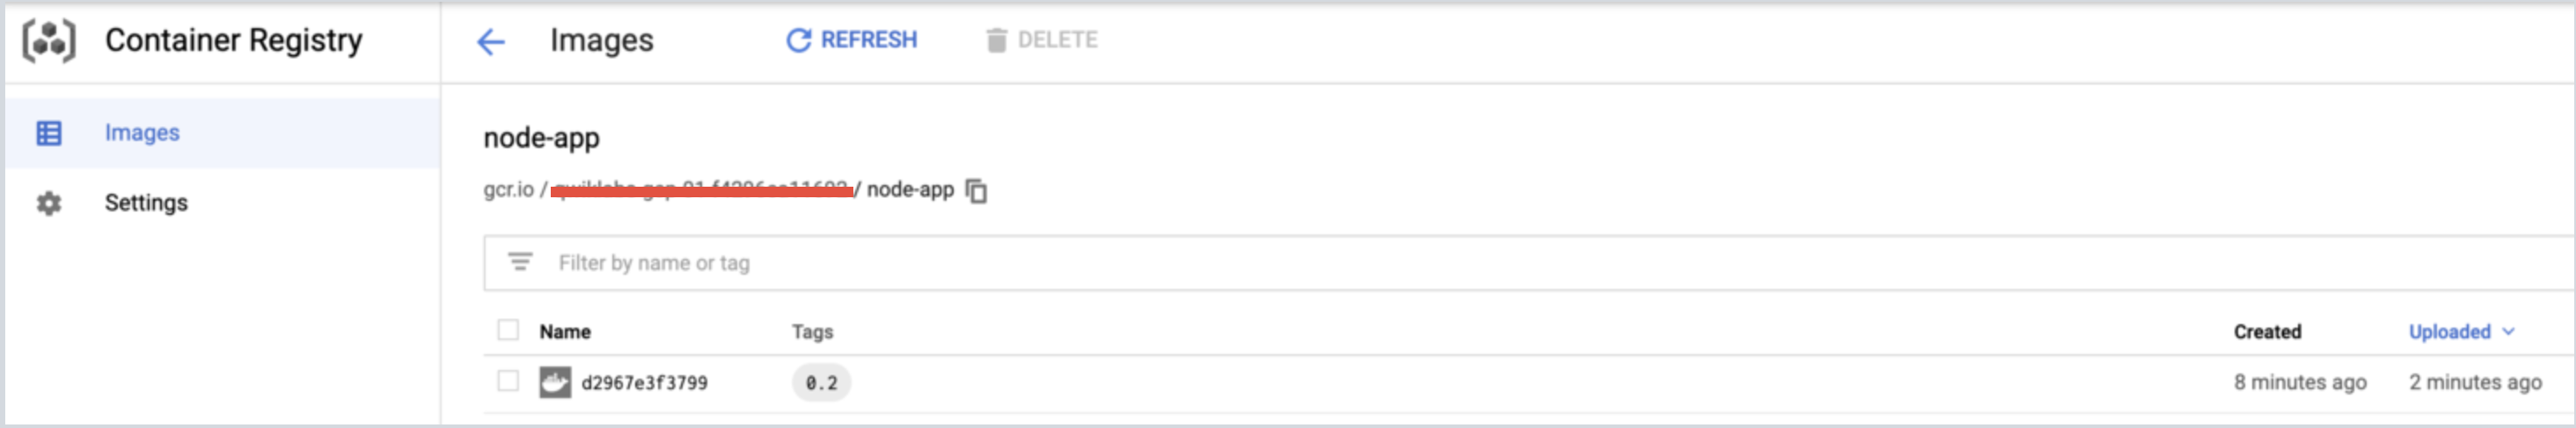 Container Registry
Images
REFRESH
DELETE
Images
Settings
node-app
gcr.io / / node-app
Filter by name or tag
Name Tags Created Uploaded
d2967e3f3799 0.2 8 minutes ago 2 minutes ago